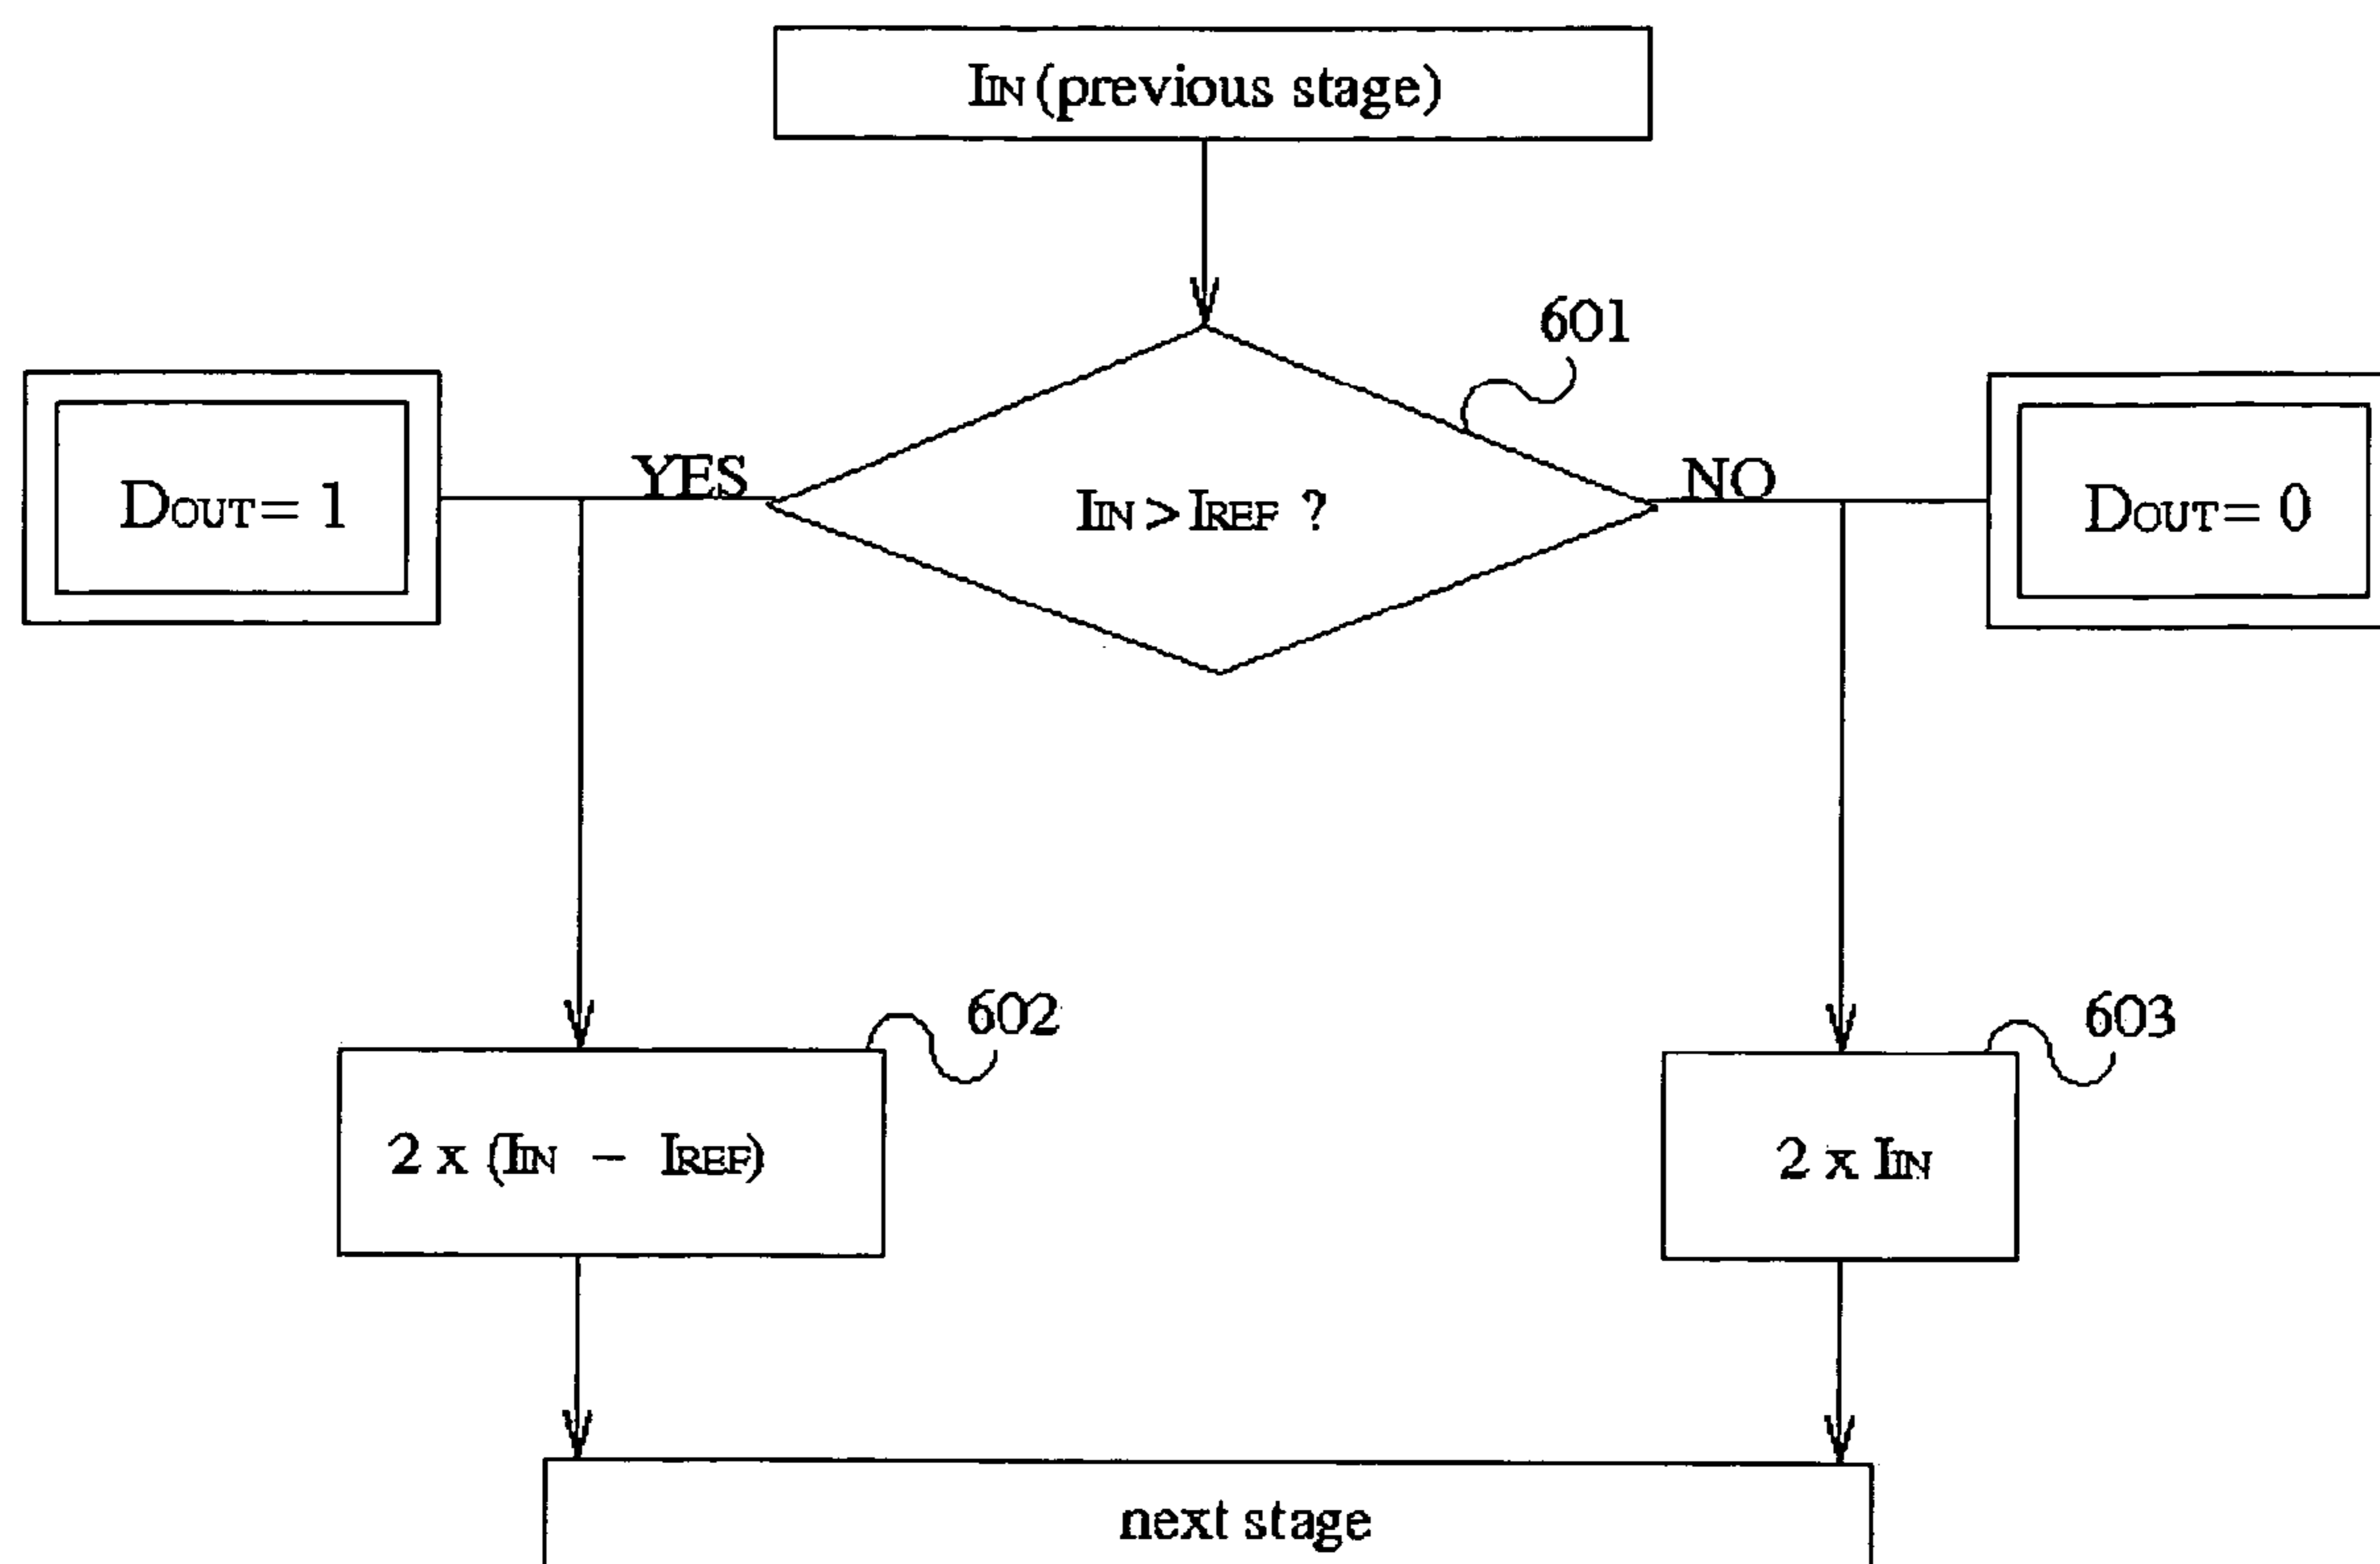 IIN (previous stage)
601
YES
NO
DOUT= 1
IIN > IREF ?
DOUT= 0
602
603
2 x (IIN - IREF)
2 x IIN
next stage